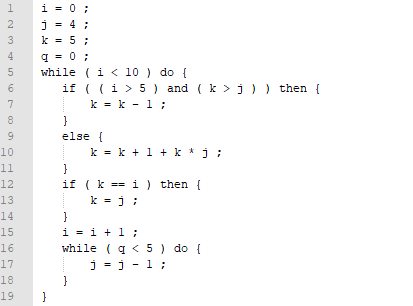 1 i = 0 ;
2 j = 4 ;
3 k = 5 ;
4 q = 0 ;
5 while ( i < 10 ) do {
6 if ( ( i > 5 ) and ( k > j ) ) then {
7 k = k - 1 ;
8 }
9 else {
10 k = k + 1 + k * j ;
11 }
12 if ( k == i ) then {
13 k = j ;
14 }
15 i = i + 1 ;
16 while ( q < 5 ) do {
17 j = j - 1 ;
18 }
19 }